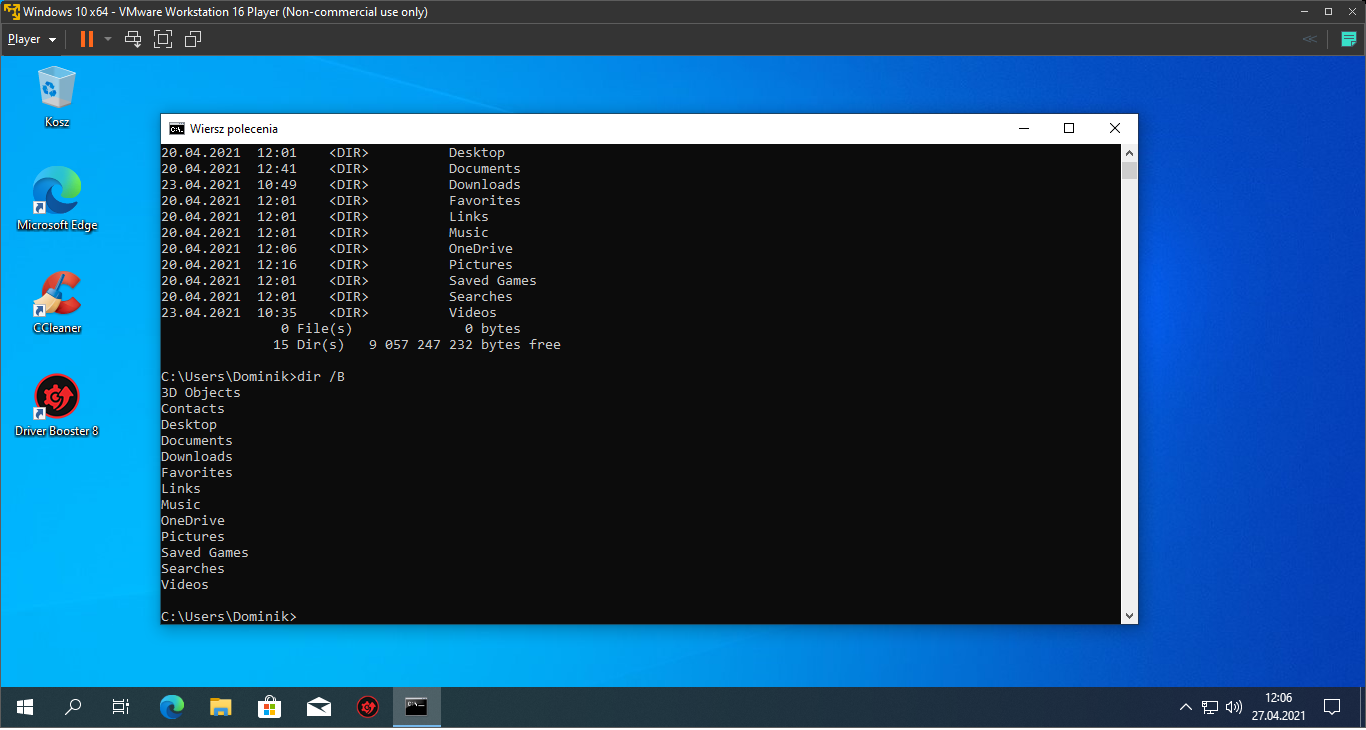 Windows 10 x64 - VMware Workstation 16 Player (Non-commercial use only)
Player
Kosz
Microsoft Edge
CCleaner
Driver Booster 8
C:\.
Wiersz polecenia
20.04.2021  12:01    <DIR>          Desktop
20.04.2021  12:41    <DIR>          Documents
23.04.2021  10:49    <DIR>          Downloads
20.04.2021  12:01    <DIR>          Favorites
20.04.2021  12:01    <DIR>          Links
20.04.2021  12:01    <DIR>          Music
20.04.2021  12:06    <DIR>          OneDrive
20.04.2021  12:16    <DIR>          Pictures
20.04.2021  12:01    <DIR>          Saved Games
20.04.2021  12:01    <DIR>          Searches
23.04.2021  10:35    <DIR>          Videos
0 File(s)              0 bytes
15 Dir(s)   9 057 247 232 bytes free
C:\Users\Dominik>dir /B
3D Objects
Contacts
Desktop
Documents
Downloads
Favorites
Links
Music
OneDrive
Pictures
Saved Games
Searches
Videos
C:\Users\Dominik>
12:06
27.04.2021